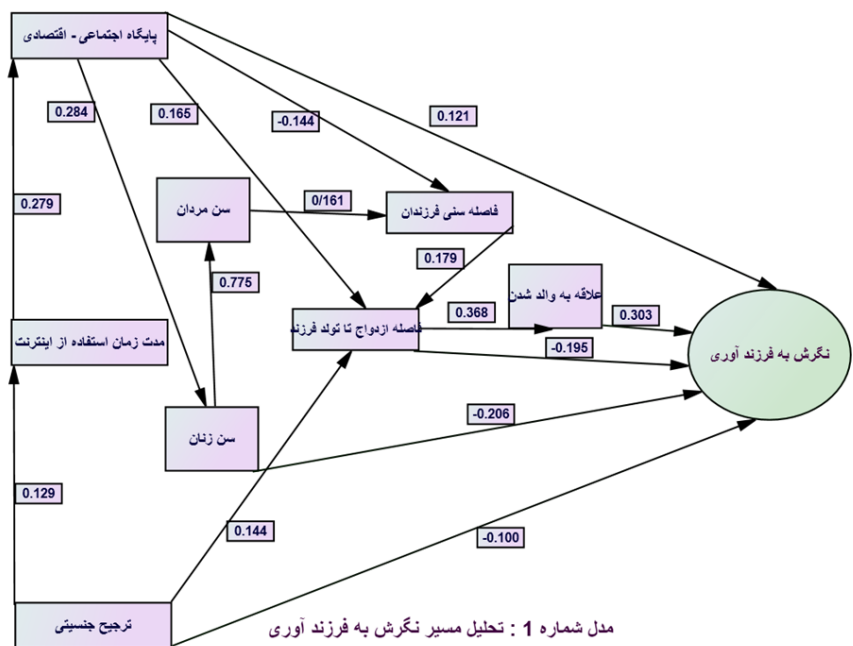 پایگاه اجتماعی - اقتصادی
0.284
0.165
-0.144
0.121
0.279
سن مردان
0/161
فاصله سنی فرزندان
0.775
0.179
علاقه به والد شدن
مدت زمان استفاده از اینترنت
فاصله ازدواج تا تولد فرزند
0.368
0.303
-0.195
نگرش به فرزند آوری
سن زنان
-0.206
0.129
0.144
-0.100
ترجیح جنسیتی
مدل شماره 1 : تحلیل مسیر نگرش به فرزند آوری